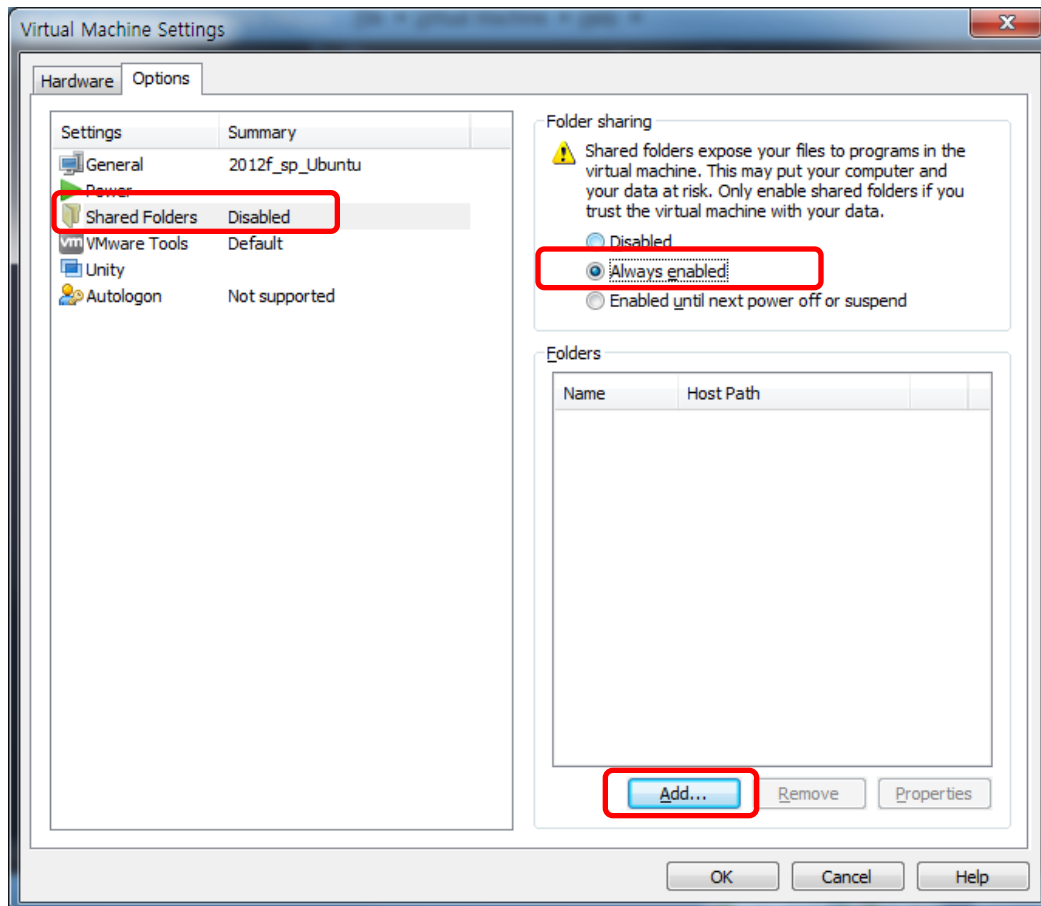 Virtual Machine Settings
Hardware Options
Settings Summary
General 2012f_sp_Ubuntu
Power
Shared Folders Disabled
VMware Tools Default
Unity
Autologon Not supported
Folder sharing
Shared folders expose your files to programs in the
virtual machine. This may put your computer and
your data at risk. Only enable shared folders if you
trust the virtual machine with your data.
Disabled
Always enabled
Enabled until next power off or suspend
Folders
Name Host Path
Add... Remove Properties
OK Cancel Help